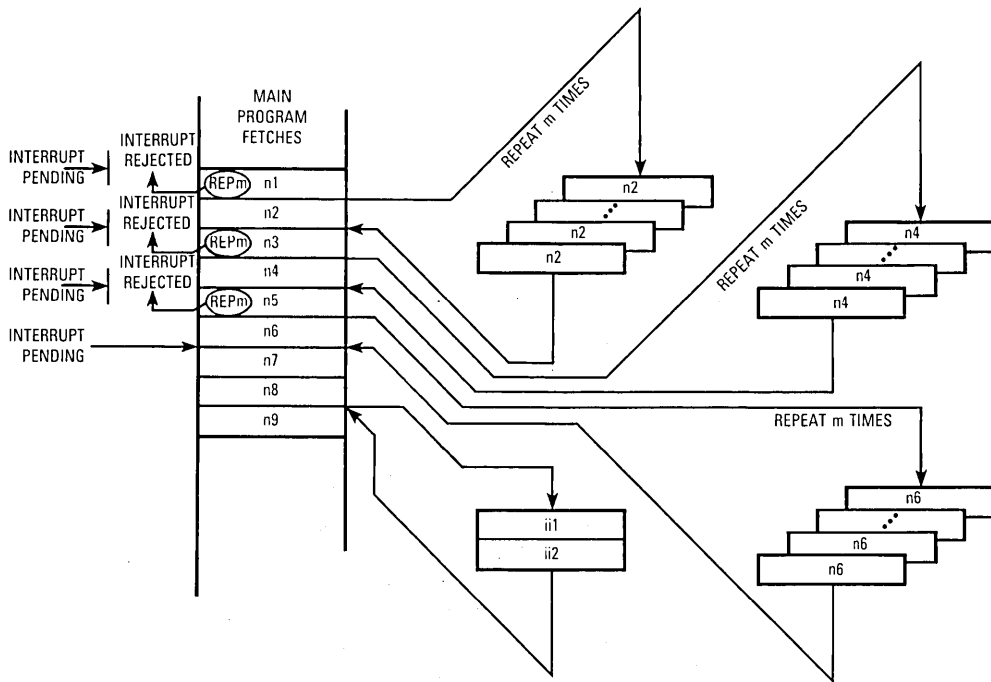 MAIN
PROGRAM
FETCHES
INTERRUPT
PENDING
INTERRUPT
REJECTED
REPm
n1
n2
INTERRUPT
PENDING
INTERRUPT
REJECTED
REPm
n3
n4
INTERRUPT
PENDING
INTERRUPT
REJECTED
REPm
n5
n6
INTERRUPT
PENDING
n7
n8
n9
REPEAT m TIMES
n2
n2
n2
REPEAT m TIMES
n4
n4
n4
REPEAT m TIMES
n6
n6
n6
ii1
ii2